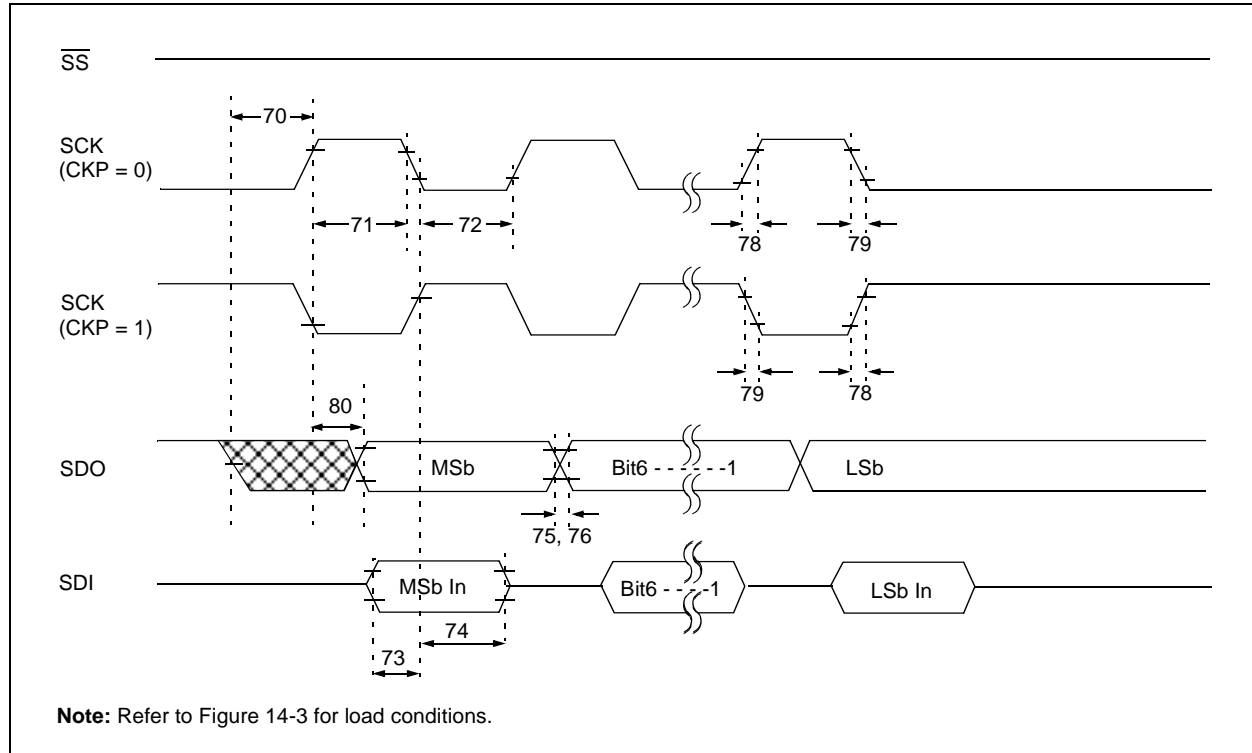 SS
70
SCK
(CKP = 0)
71
72
78
79
SCK
(CKP = 1)
79
78
80
SDO
MSb
Bit6 - - - - - -1
LSb
75, 76
SDI
MSb In
Bit6 - - - -1
LSb In
74
73
Note: Refer to Figure 14-3 for load conditions.